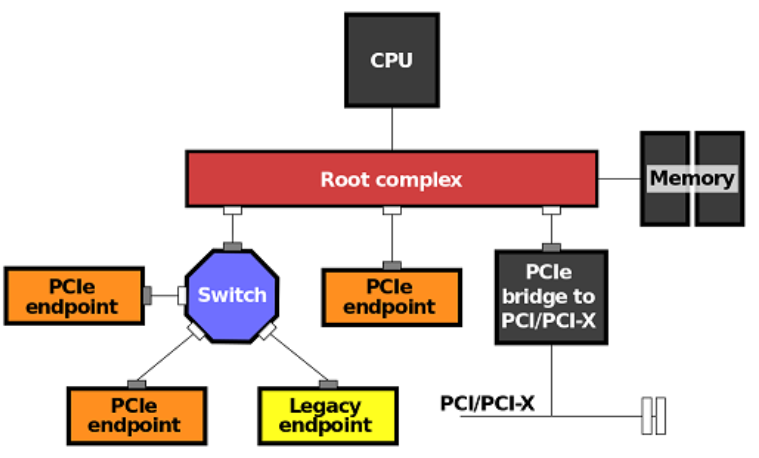 CPU
Root complex
Memory
PCIe
endpoint
Switch
PCIe
endpoint
PCIe
bridge to
PCI/PCI-X
PCIe
endpoint
Legacy
endpoint
PCI/PCI-X